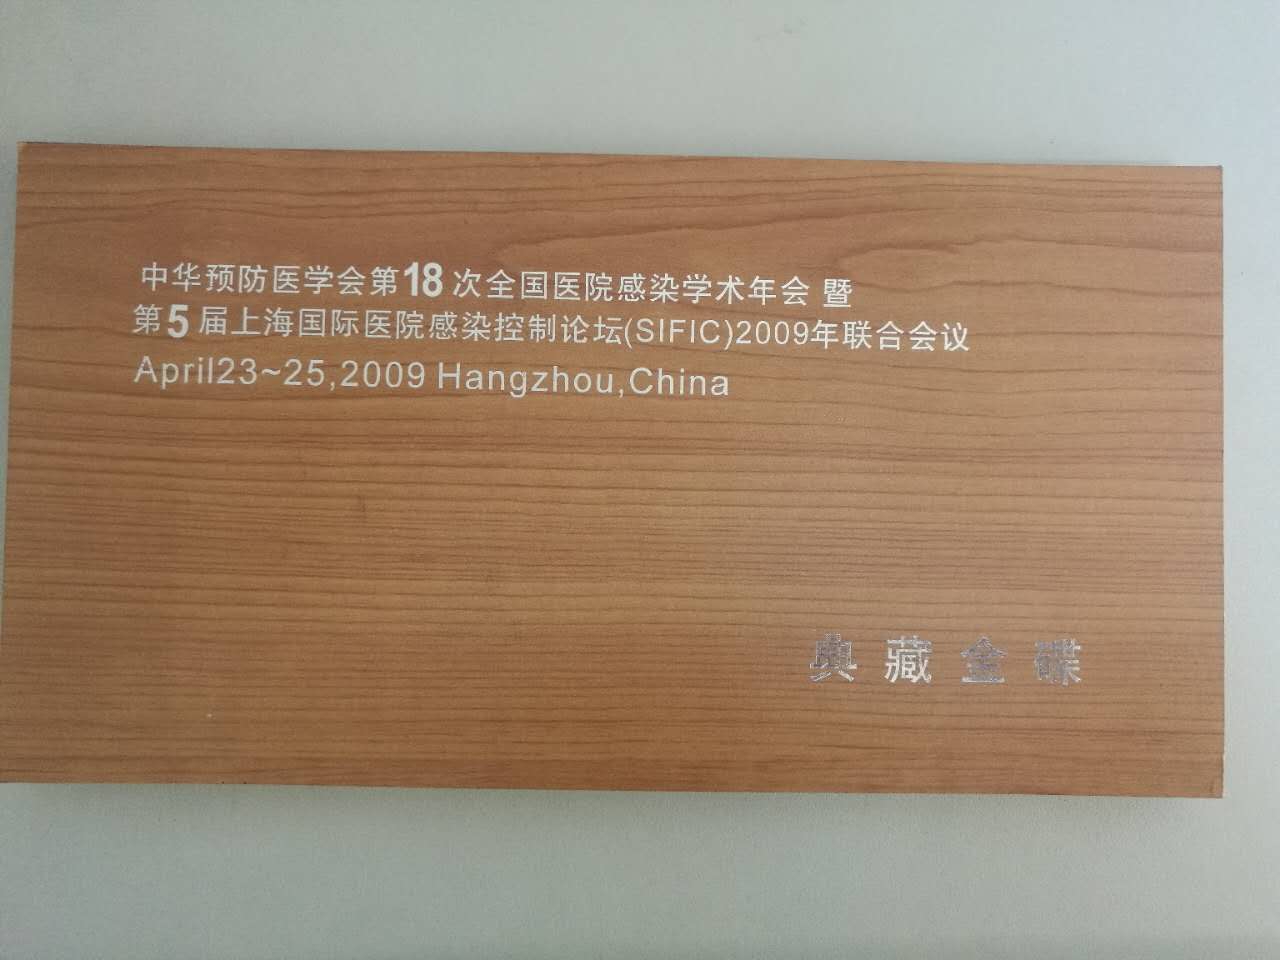 中华预防医学会第18次全国医院感染学术年会 暨
第5届上海国际医院感染控制论坛(SIFIC)2009年联合会议
April23~25,2009 Hangzhou,China
典藏金碟